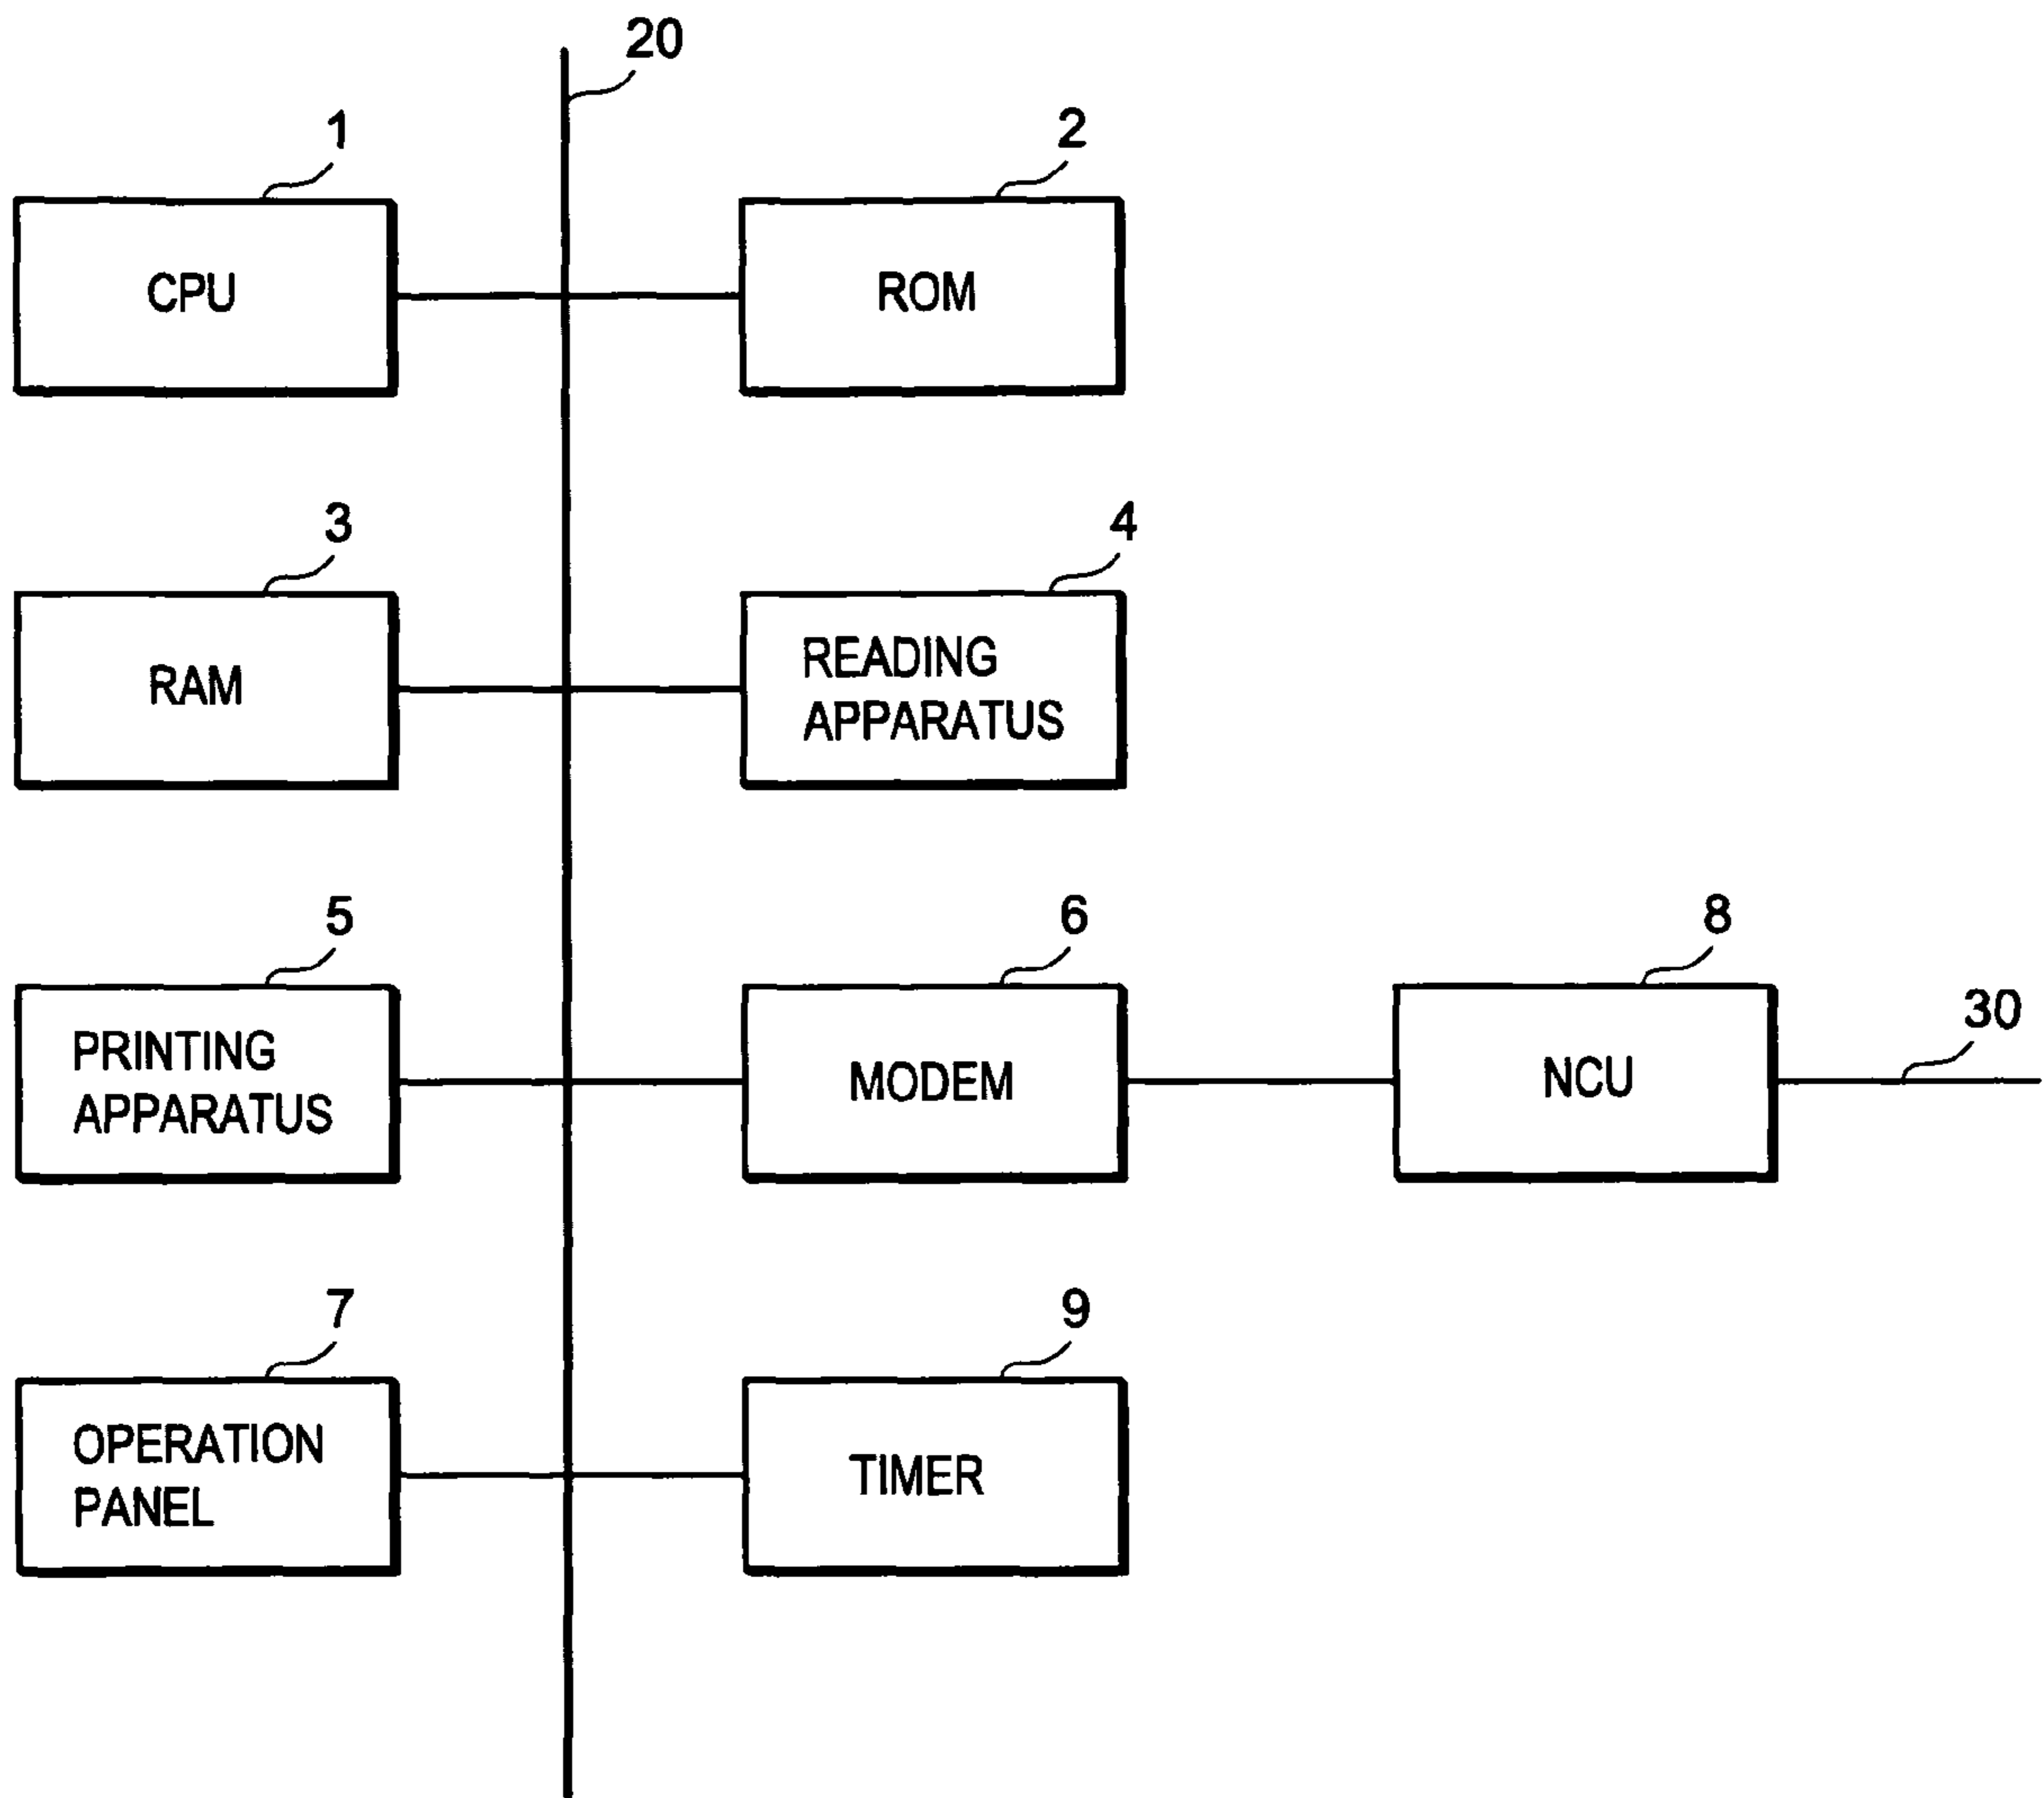 20
1
2
CPU
ROM
3
4
RAM
READING
APPARATUS
5
6
8
30
PRINTING
APPARATUS
MODEM
NCU
7
9
OPERATION
PANEL
TIMER